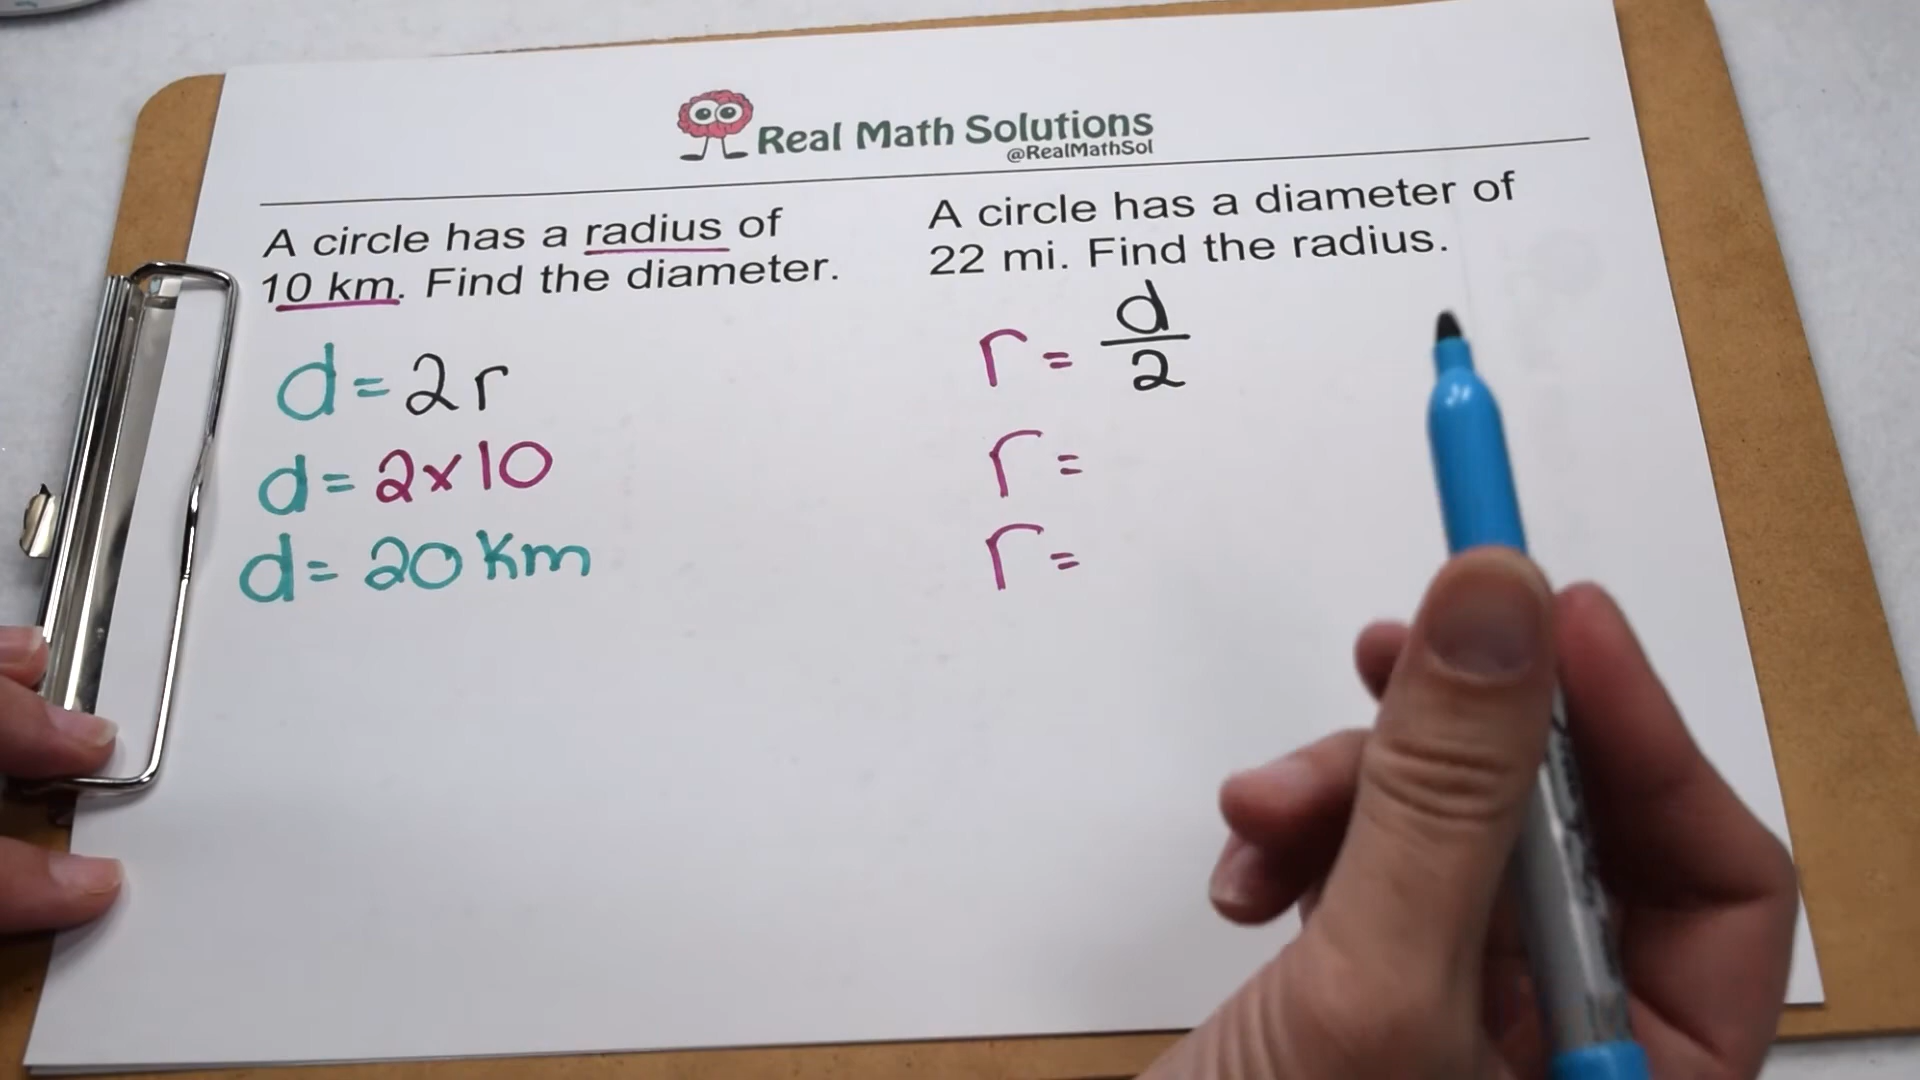 Real Math Solutions
@RealMathSol
A circle has a radius of
10 km. Find the diameter.
d = 2r
d = 2x10
d = 20 km
A circle has a diameter of
22 mi. Find the radius.
r = d/2
r =
r =